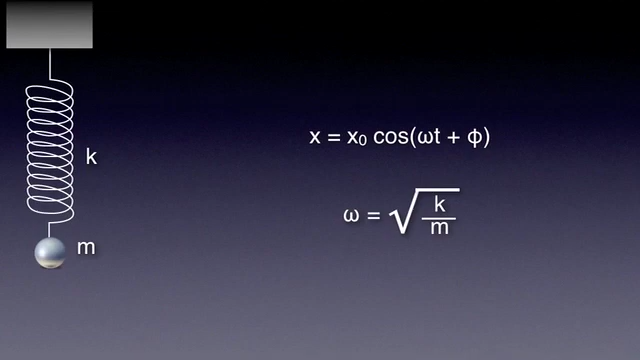 x = x₀ cos(ωt + φ)
k
ω = √k/m
m